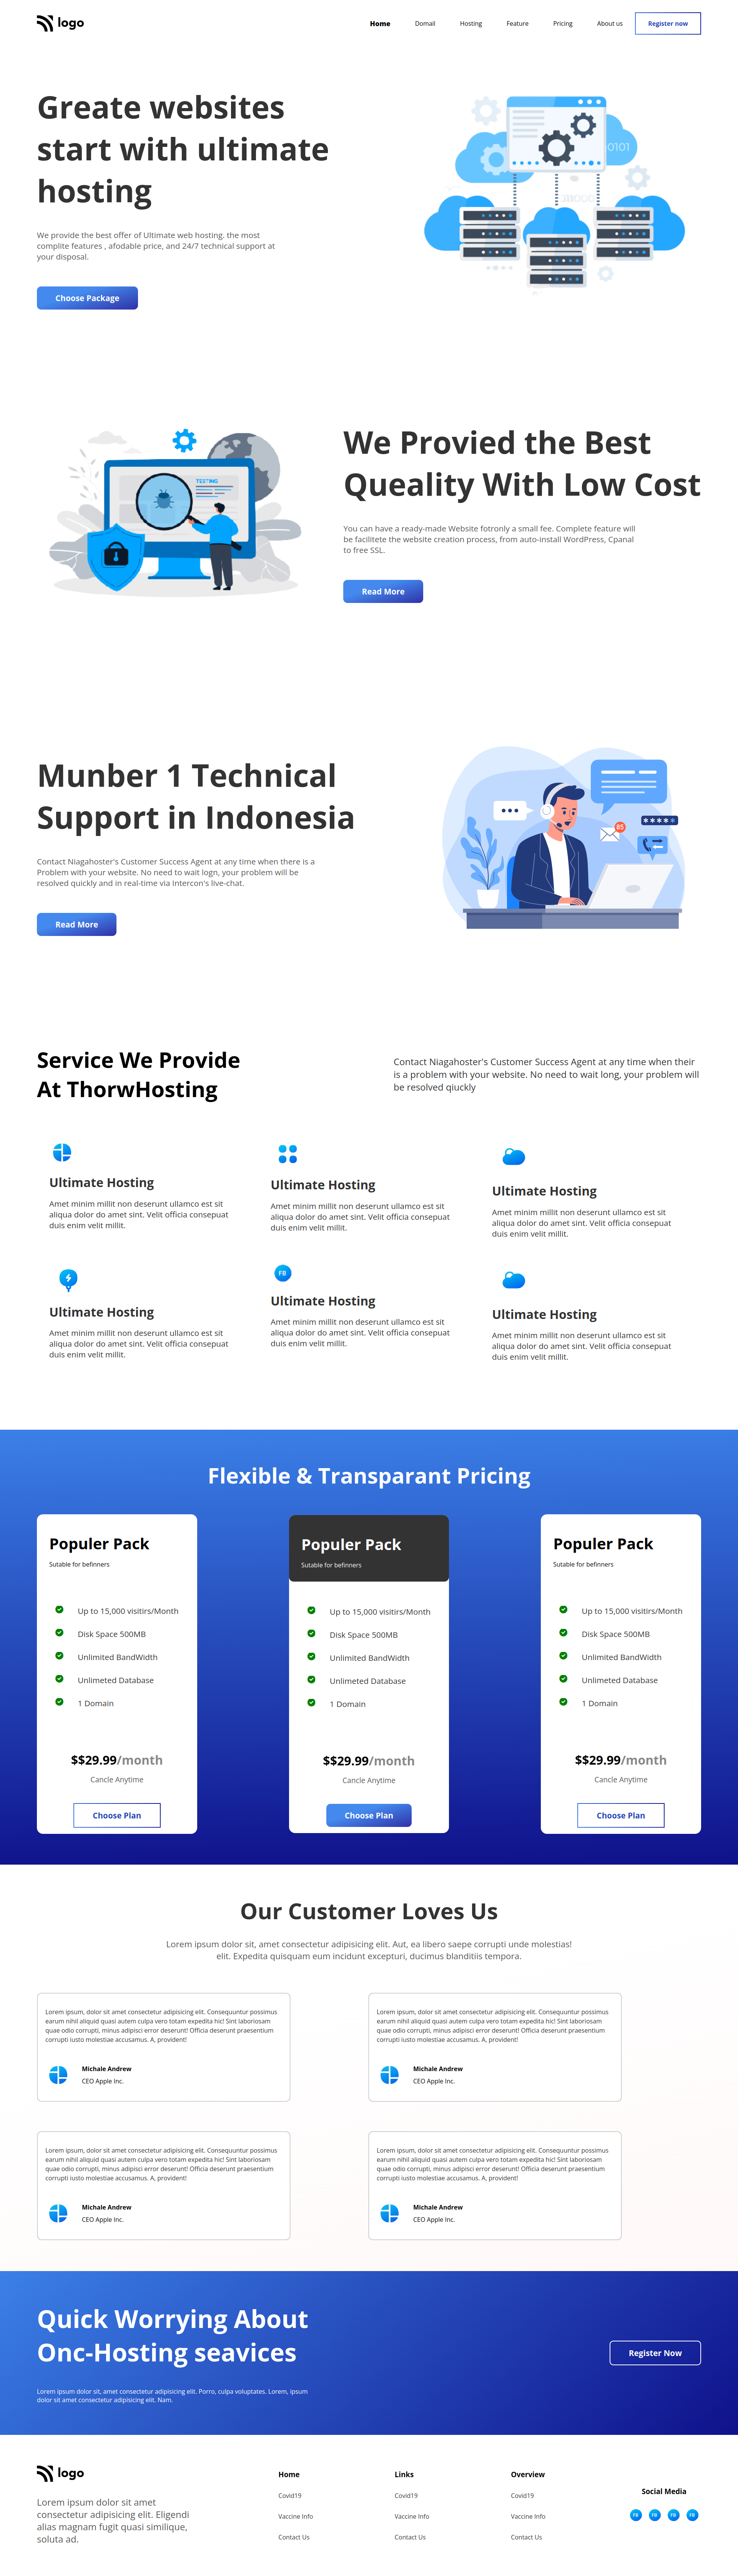 logo
Home Domail Hosting Feature Pricing About us Register now
Greate websites
start with ultimate
hosting
We provide the best offer of Ultimate web hosting. the most
complite features , afodable price, and 24/7 technical support at
your disposal.
Choose Package
0101
TESTING
We Provied the Best
Queality With Low Cost
You can have a ready-made Website fotronly a small fee. Complete feature will
be facilitete the website creation process, from auto-install WordPress, Cpanal
to free SSL.
Read More
Munber 1 Technical
Support in Indonesia
Contact Niagahoster's Customer Success Agent at any time when there is a
Problem with your website. No need to wait logn, your problem will be
resolved quickly and in real-time via Intercon's live-chat.
Read More
85
Service We Provide
At ThorwHosting
Contact Niagahoster's Customer Success Agent at any time when their
is a problem with your website. No need to wait long, your problem will
be resolved qiuckly
Ultimate Hosting
Amet minim millit non deserunt ullamco est sit
aliqua dolor do amet sint. Velit officia consepuat
duis enim velit millit.
Ultimate Hosting
Amet minim millit non deserunt ullamco est sit
aliqua dolor do amet sint. Velit officia consepuat
duis enim velit millit.
Ultimate Hosting
Amet minim millit non deserunt ullamco est sit
aliqua dolor do amet sint. Velit officia consepuat
duis enim velit millit.
Ultimate Hosting
Amet minim millit non deserunt ullamco est sit
aliqua dolor do amet sint. Velit officia consepuat
duis enim velit millit.
FB
Ultimate Hosting
Amet minim millit non deserunt ullamco est sit
aliqua dolor do amet sint. Velit officia consepuat
duis enim velit millit.
Ultimate Hosting
Amet minim millit non deserunt ullamco est sit
aliqua dolor do amet sint. Velit officia consepuat
duis enim velit millit.
Flexible & Transparant Pricing
Populer Pack
Sutable for befinners
Up to 15,000 visitirs/Month
Disk Space 500MB
Unlimited BandWidth
Unlimeted Database
1 Domain
$$29.99/month
Cancle Anytime
Choose Plan
Populer Pack
Sutable for befinners
Up to 15,000 visitirs/Month
Disk Space 500MB
Unlimited BandWidth
Unlimeted Database
1 Domain
$$29.99/month
Cancle Anytime
Choose Plan
Populer Pack
Sutable for befinners
Up to 15,000 visitirs/Month
Disk Space 500MB
Unlimited BandWidth
Unlimeted Database
1 Domain
$$29.99/month
Cancle Anytime
Choose Plan
Our Customer Loves Us
Lorem ipsum dolor sit, amet consectetur adipisicing elit. Aut, ea libero saepe corrupti unde molestias!
elit. Expedita quisquam eum incidunt excepturi, ducimus blanditiis tempora.
Lorem ipsum, dolor sit amet consectetur adipisicing elit. Consequuntur possimus
earum nihil aliquid quasi autem culpa vero totam expedita hic! Sint laboriosam
quae odio corrupti, minus adipisci error deserunt! Officia deserunt praesentium
corrupti iusto molestiae accusamus. A, provident!
Michale Andrew
CEO Apple Inc.
Lorem ipsum, dolor sit amet consectetur adipisicing elit. Consequuntur possimus
earum nihil aliquid quasi autem culpa vero totam expedita hic! Sint laboriosam
quae odio corrupti, minus adipisci error deserunt! Officia deserunt praesentium
corrupti iusto molestiae accusamus. A, provident!
Michale Andrew
CEO Apple Inc.
Lorem ipsum, dolor sit amet consectetur adipisicing elit. Consequuntur possimus
earum nihil aliquid quasi autem culpa vero totam expedita hic! Sint laboriosam
quae odio corrupti, minus adipisci error deserunt! Officia deserunt praesentium
corrupti iusto molestiae accusamus. A, provident!
Michale Andrew
CEO Apple Inc.
Lorem ipsum, dolor sit amet consectetur adipisicing elit. Consequuntur possimus
earum nihil aliquid quasi autem culpa vero totam expedita hic! Sint laboriosam
quae odio corrupti, minus adipisci error deserunt! Officia deserunt praesentium
corrupti iusto molestiae accusamus. A, provident!
Michale Andrew
CEO Apple Inc.
Quick Worrying About
Onc-Hosting seavices
Lorem ipsum dolor sit, amet consectetur adipisicing elit. Porro, culpa voluptates. Lorem, ipsum
dolor sit amet consectetur adipisicing elit. Nam.
Register Now
logo
Lorem ipsum dolor sit amet
consectetur adipisicing elit. Eligendi
alias magnam fugit quasi similique,
soluta ad.
Home
Covid19
Vaccine Info
Contact Us
Links
Covid19
Vaccine Info
Contact Us
Overview
Covid19
Vaccine Info
Contact Us
Social Media
FB FB FB FB